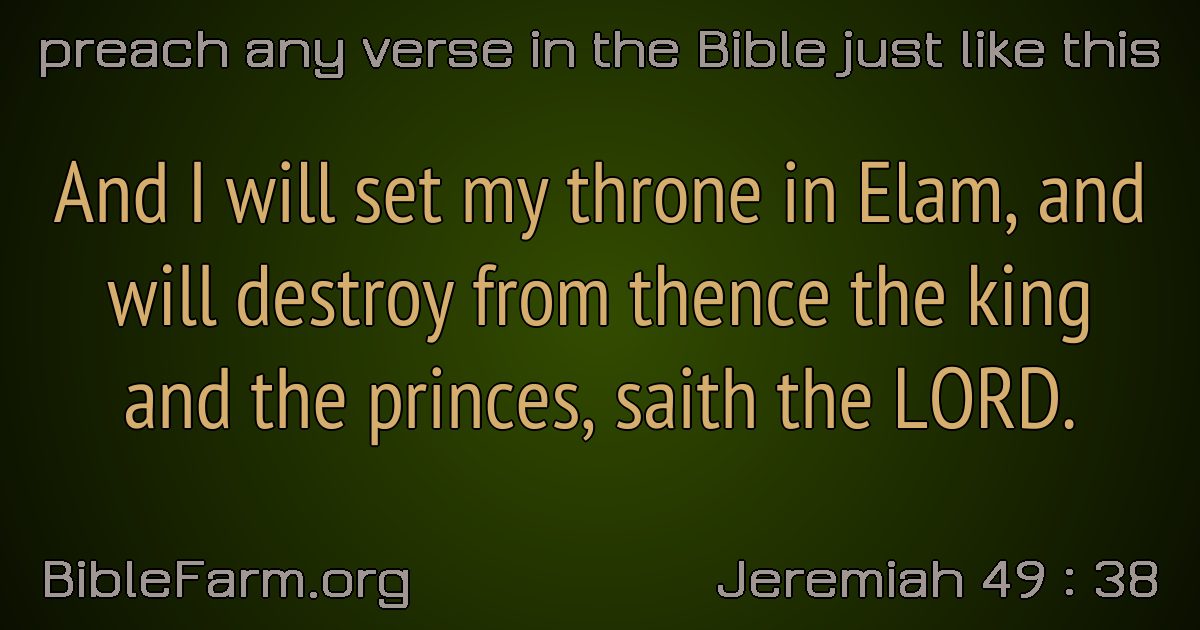 preach any verse in the Bible just like this
And I will set my throne in Elam, and
will destroy from thence the king
and the princes, saith the LORD.
BibleFarm.org
Jeremiah 49 : 38